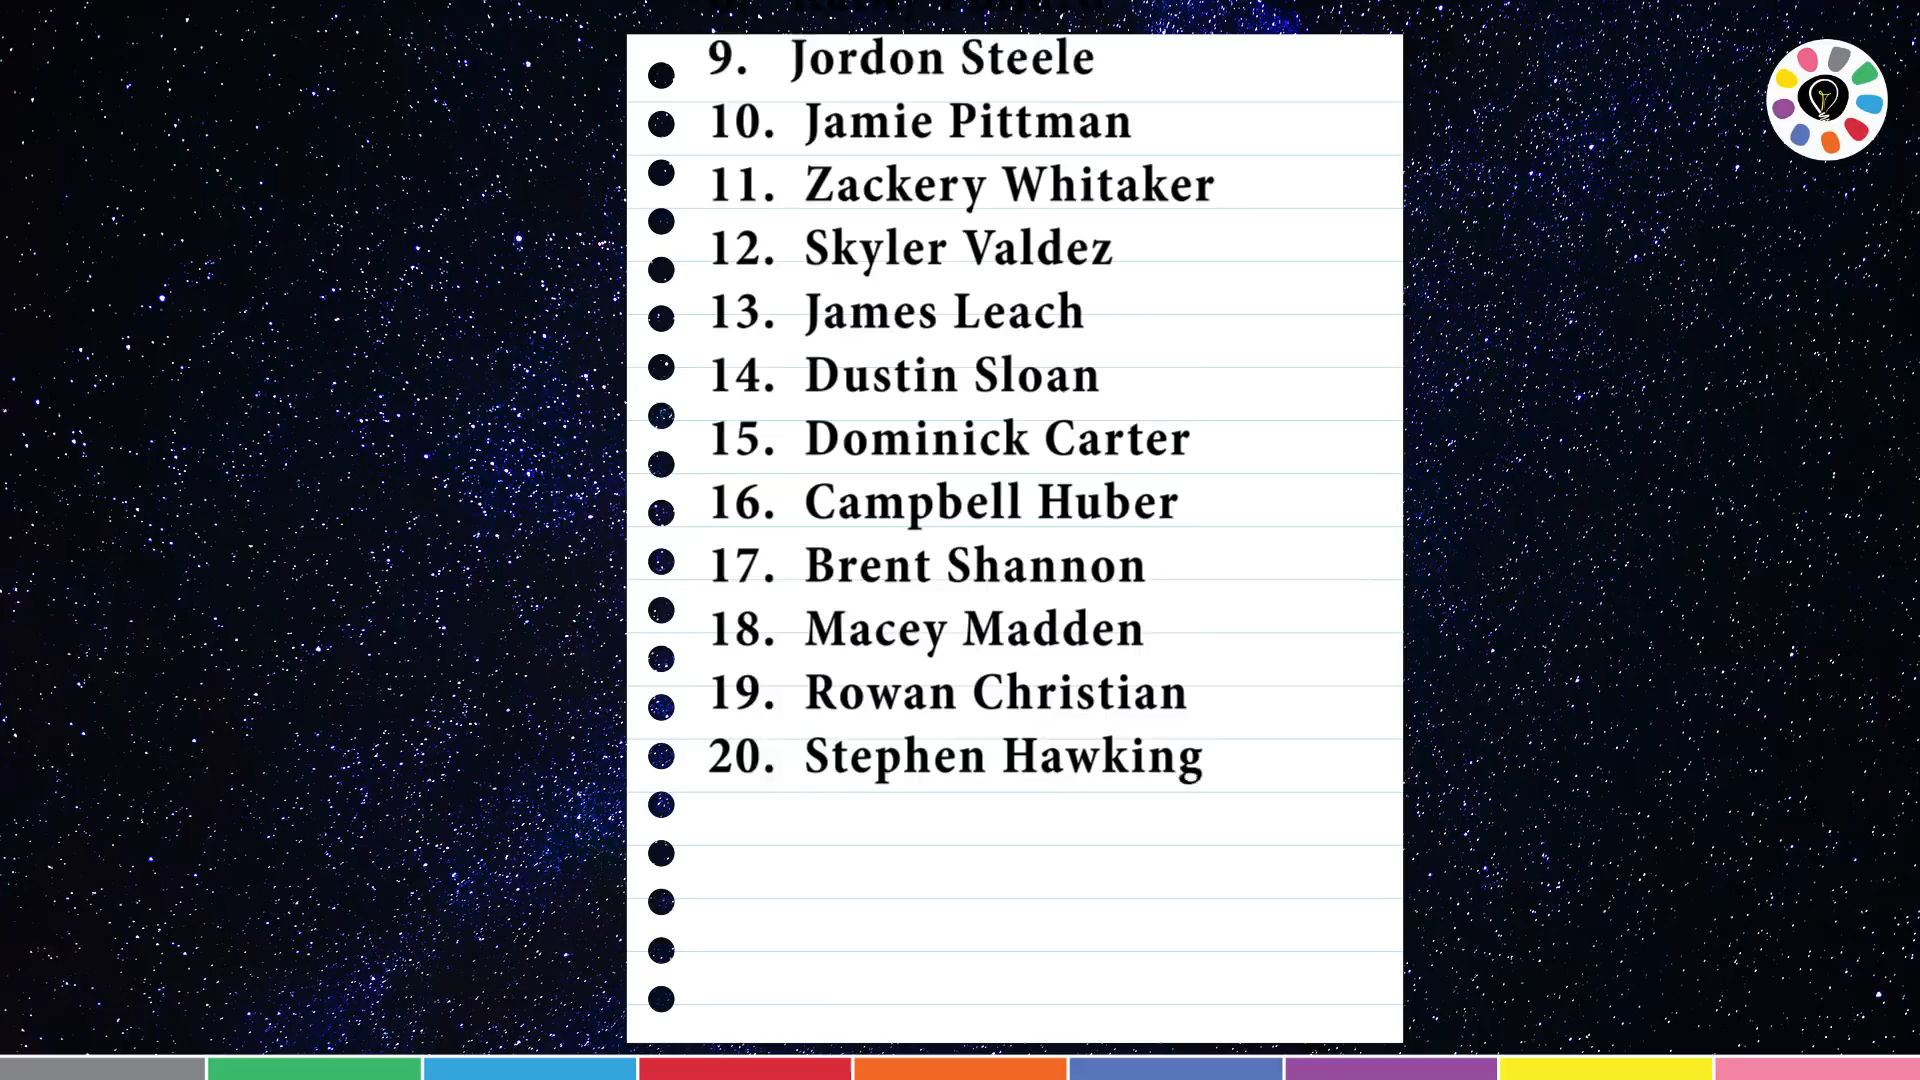 9. Jordon Steele
10. Jamie Pittman
11. Zackery Whitaker
12. Skyler Valdez
13. James Leach
14. Dustin Sloan
15. Dominick Carter
16. Campbell Huber
17. Brent Shannon
18. Macey Madden
19. Rowan Christian
20. Stephen Hawking